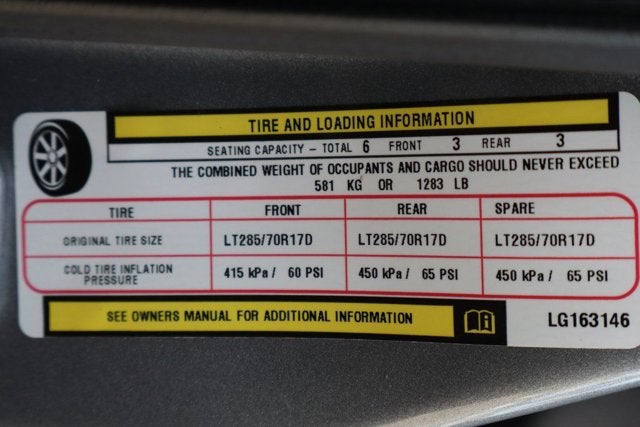 TIRE AND LOADING INFORMATION
SEATING CAPACITY – TOTAL 6 FRONT 3 REAR 3
THE COMBINED WEIGHT OF OCCUPANTS AND CARGO SHOULD NEVER EXCEED
581 KG OR 1283 LB
TIRE FRONT REAR SPARE
ORIGINAL TIRE SIZE LT285/70R17D LT285/70R17D LT285/70R17D
COLD TIRE INFLATION PRESSURE 415 kPa / 60 PSI 450 kPa / 65 PSI 450 kPa / 65 PSI
SEE OWNERS MANUAL FOR ADDITIONAL INFORMATION
LG163146